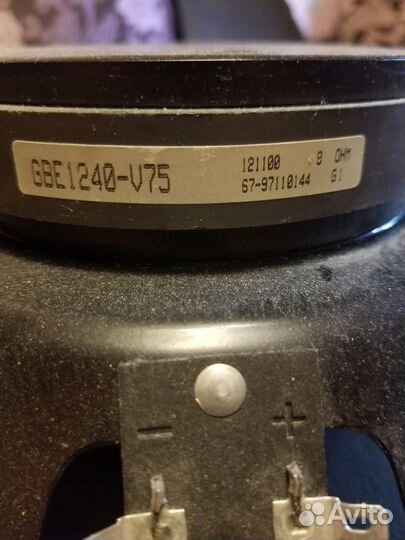 GBE1240-V75
121100 8 OHM
67-97110144 G1
- +
Avito